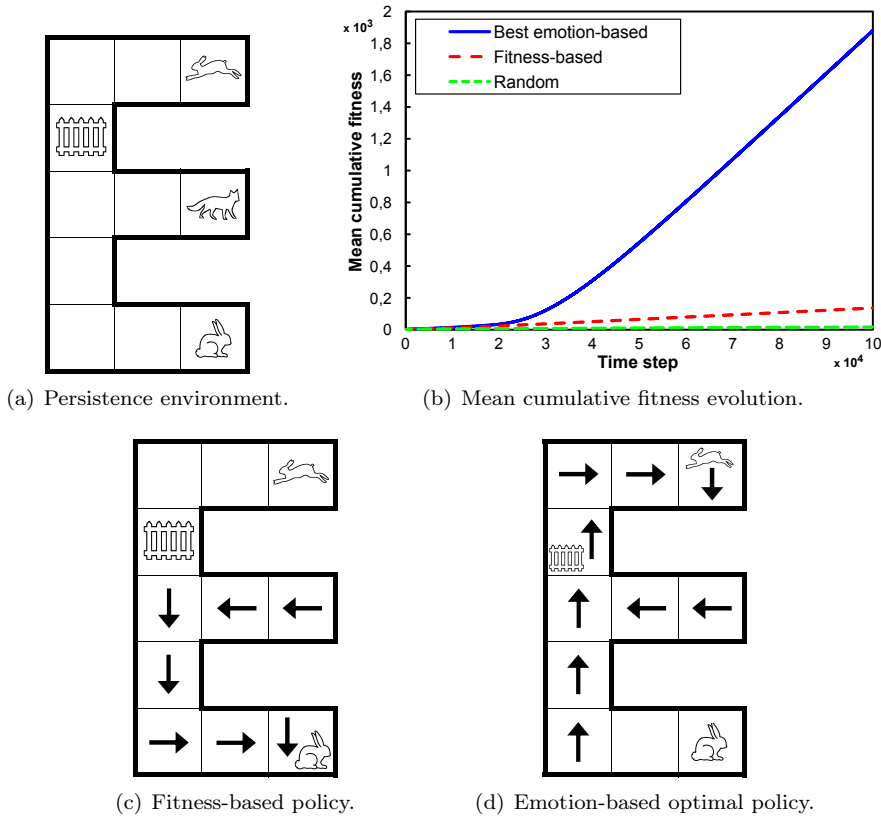 (a) Persistence environment.
x 10³
Mean cumulative fitness
2
1,8
1,6
1,4
1,2
1
0,8
0,6
0,4
0,2
0
Best emotion-based
Fitness-based
Random
0 1 2 3 4 5 6 7 8 9 10
Time step
x 10⁴
(b) Mean cumulative fitness evolution.
(c) Fitness-based policy.
(d) Emotion-based optimal policy.